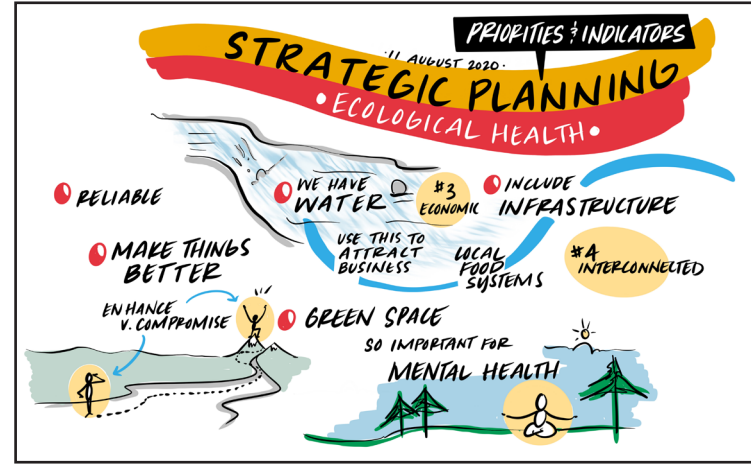 PRIORITIES & INDICATORS
·11 AUGUST 2020·
STRATEGIC PLANNING
• ECOLOGICAL HEALTH •
RELIABLE
WE HAVE
WATER
#3
ECONOMIC
INCLUDE
INFRASTRUCTURE
USE THIS TO
ATTRACT
BUSINESS
LOCAL
FOOD
SYSTEMS
#4
INTERCONNECTED
MAKE THINGS
BETTER
ENHANCE
V. COMPROMISE
GREEN SPACE
SO IMPORTANT FOR
MENTAL HEALTH